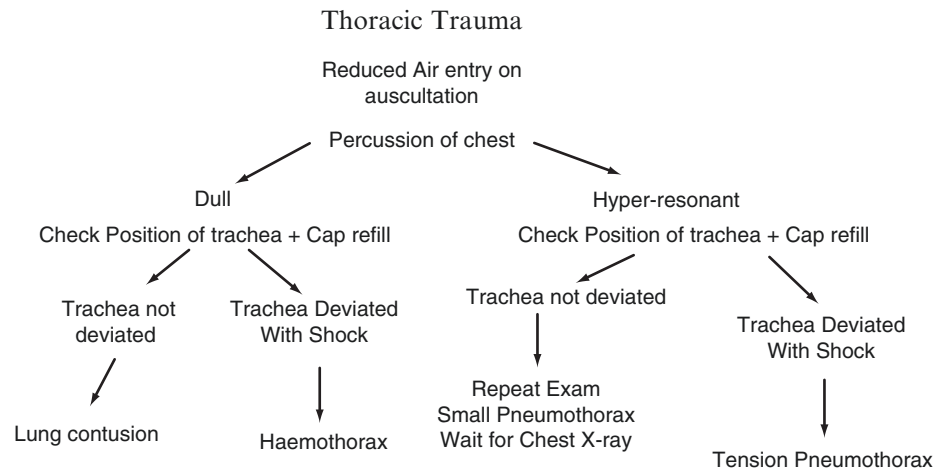 Thoracic Trauma
Reduced Air entry on
auscultation
Percussion of chest
Dull
Check Position of trachea + Cap refill
Trachea not
deviated
Trachea Deviated
With Shock
Lung contusion
Haemothorax
Hyper-resonant
Check Position of trachea + Cap refill
Trachea not deviated
Trachea Deviated
With Shock
Repeat Exam
Small Pneumothorax
Wait for Chest X-ray
Tension Pneumothorax